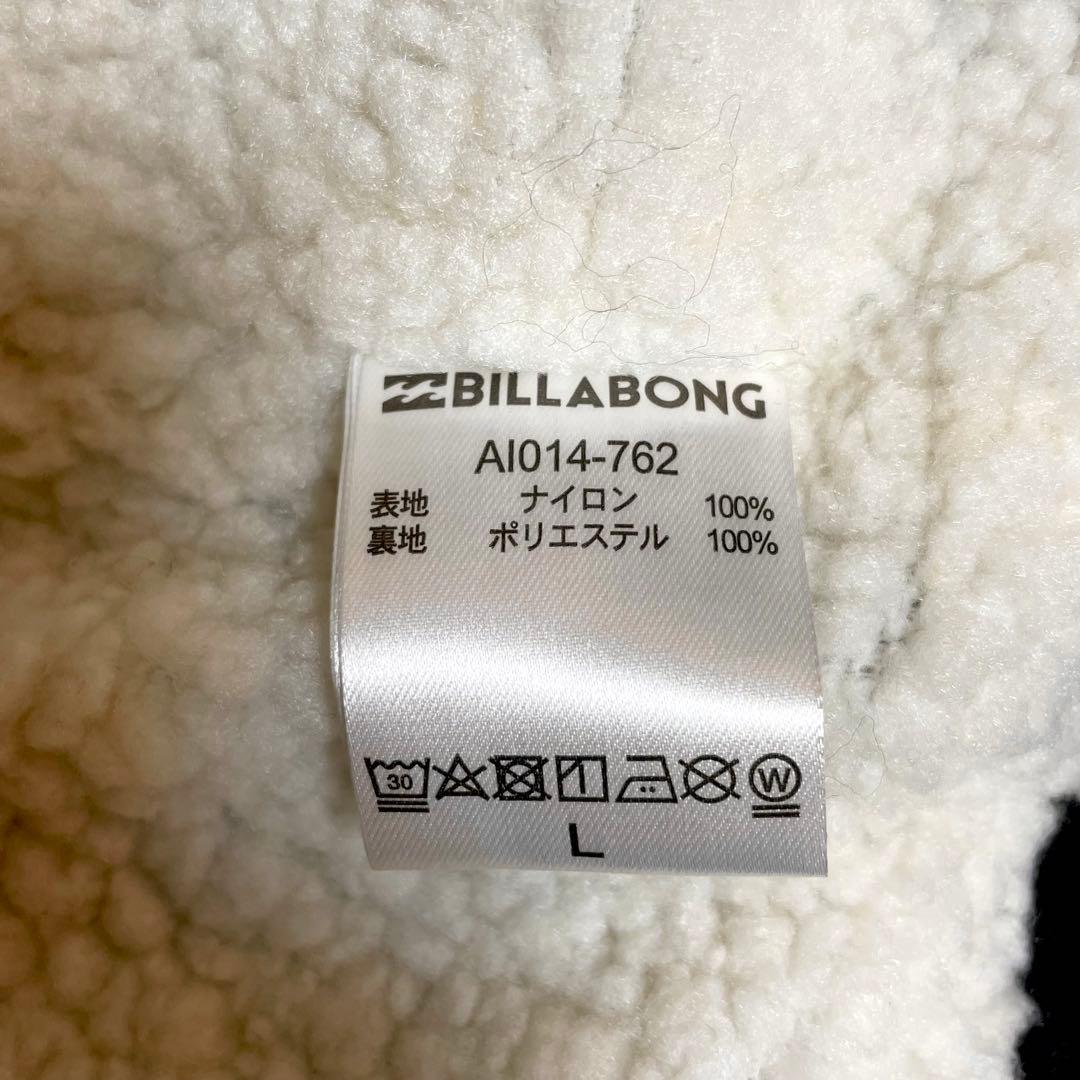 BILLABONG
AI014-762
表地 ナイロン 100%
裏地 ポリエステル 100%
30 W
L